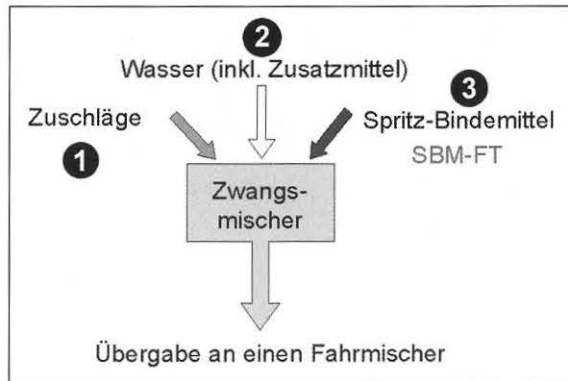 2
Wasser (inkl. Zusatzmittel)
3
Zuschläge
Spritz-Bindemittel
1
SBM-FT
Zwangs-
mischer
Übergabe an einen Fahrmischer